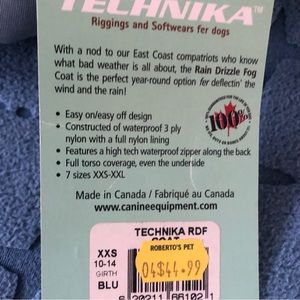 TECHNIKA™
Riggings and Softwears fer dogs
With a nod to our East Coast compatriots who know
what bad weather is all about, the Rain Drizzle Fog
Coat is the perfect year-round option fer deflectin' the
wind and the rain!
• Easy on/easy off design
• Constructed of waterproof 3 ply
nylon with a full nylon lining
• Features a high tech waterproof zipper along the back
• Full torso coverage, even the underside
• 7 sizes XXS-XXL
100%
Made in Canada / Fabriqué au Canada
www.canineequipment.com
TECHNIKA RDF
XXS
10-14
GIRTH
BLU
ROBERTO'S PET
04$44.99